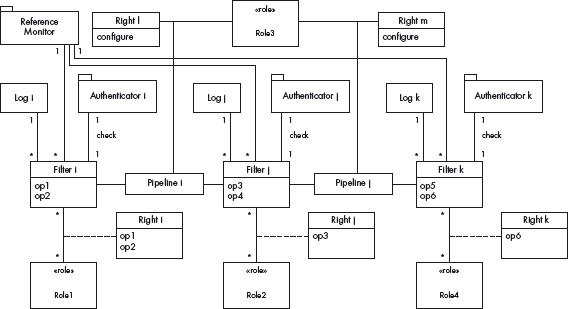 Reference
Monitor
Right l
configure
«role»
Role3
Right m
configure
1
1
Log i
Authenticator i
Log j
Authenticator j
Log k
Authenticator k
1
1
1
1
1
1
check
check
check
*
*
1
*
*
1
*
*
1
Filter i
op1
op2
Pipeline i
Filter j
op3
op4
Pipeline j
Filter k
op5
op6
*
*
*
Right i
op1
op2
Right j
op3
Right k
op6
*
*
*
«role»
Role1
«role»
Role2
«role»
Role4